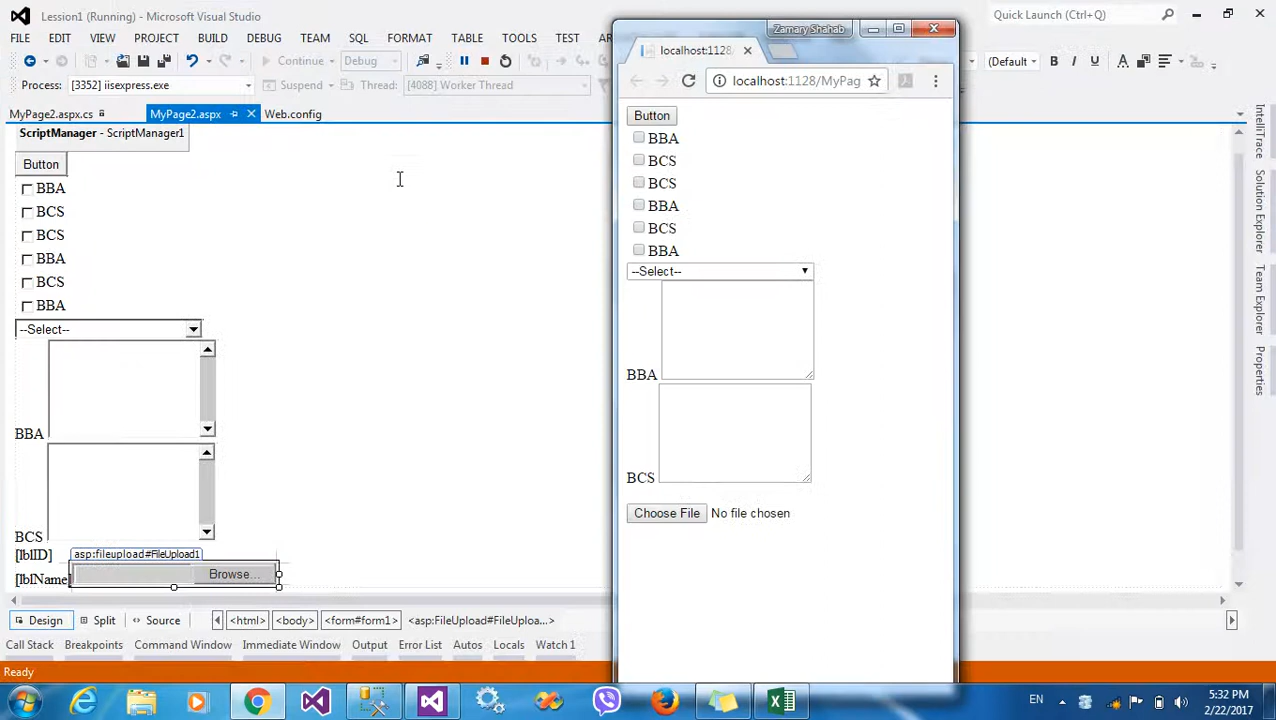 Lession1 (Running) - Microsoft Visual Studio
Quick Launch (Ctrl+Q)
FILE EDIT
PROJECT
TEAM SQL FORMAT TABLE TOOLS TEST
Continue Debug
(Default)
Process: [3352] iisexpress.exe Suspend Thread: [4088] Worker Thread
MyPage2.aspx.cs MyPage2.aspx Web.config
ScriptManager - ScriptManager1
Button
BBA
BCS
BCS
BBA
BCS
BBA
--Select--
BBA
BCS
[lblID] asp:fileupload#FileUpload1
[lblName] Browse...
Design Split Source <html> <body> <form#form1> <asp:FileUpload#FileUploa...>
Call Stack Breakpoints Command Window Immediate Window Output Error List Autos Locals Watch 1
Ready
Zamary Shahab
localhost:1128
localhost:1128/MyPag
Button
BBA
BCS
BCS
BBA
BCS
BBA
--Select--
BBA
BCS
Choose File No file chosen
IntelliTrace
Solution Explorer
Team Explorer
Properties
EN
5:32 PM
2/22/2017